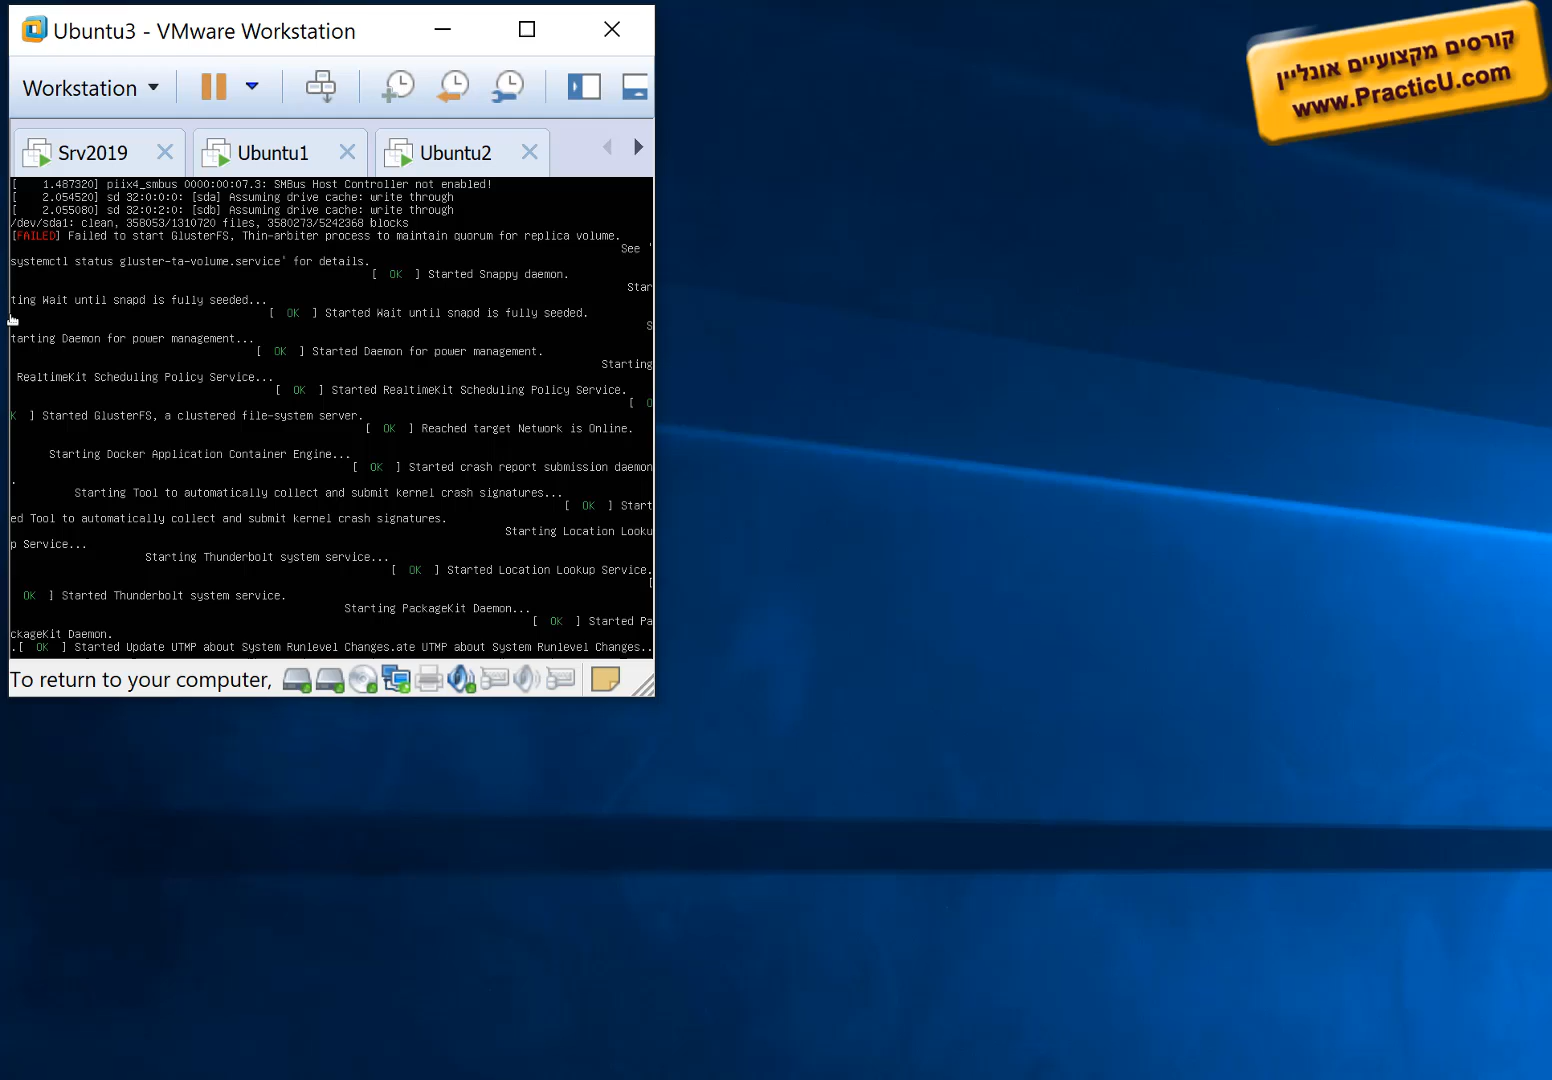 Ubuntu3 - VMware Workstation
Workstation
Srv2019
Ubuntu1
Ubuntu2
[    1.487320] piix4_smbus 0000:00:07.3: SMBus Host Controller not enabled!
[    2.054520] sd 32:0:0:0: [sda] Assuming drive cache: write through
[    2.055080] sd 32:0:2:0: [sdb] Assuming drive cache: write through
/dev/sda1: clean, 358053/1310720 files, 3580273/5242368 blocks
[FAILED] Failed to start GlusterFS, Thin-arbiter process to maintain quorum for replica volume.
See '
systemctl status gluster-ta-volume.service' for details.
[  OK  ] Started Snappy daemon.
Star
ting Wait until snapd is fully seeded...
[  OK  ] Started Wait until snapd is fully seeded.
S
tarting Daemon for power management...
[  OK  ] Started Daemon for power management.
Starting
RealtimeKit Scheduling Policy Service...
[  OK  ] Started RealtimeKit Scheduling Policy Service.
[  O
K  ] Started GlusterFS, a clustered file-system server.
[  OK  ] Reached target Network is Online.
Starting Docker Application Container Engine...
[  OK  ] Started crash report submission daemon
.
Starting Tool to automatically collect and submit kernel crash signatures...
[  OK  ] Start
ed Tool to automatically collect and submit kernel crash signatures.
Starting Location Looku
p Service...
Starting Thunderbolt system service...
[  OK  ] Started Location Lookup Service.
[
OK  ] Started Thunderbolt system service.
Starting PackageKit Daemon...
[  OK  ] Started Pa
ckageKit Daemon.
.[  OK  ] Started Update UTMP about System Runlevel Changes.ate UTMP about System Runlevel Changes..
To return to your computer,
קורסים מקצועיים אונליין
www.PracticU.com